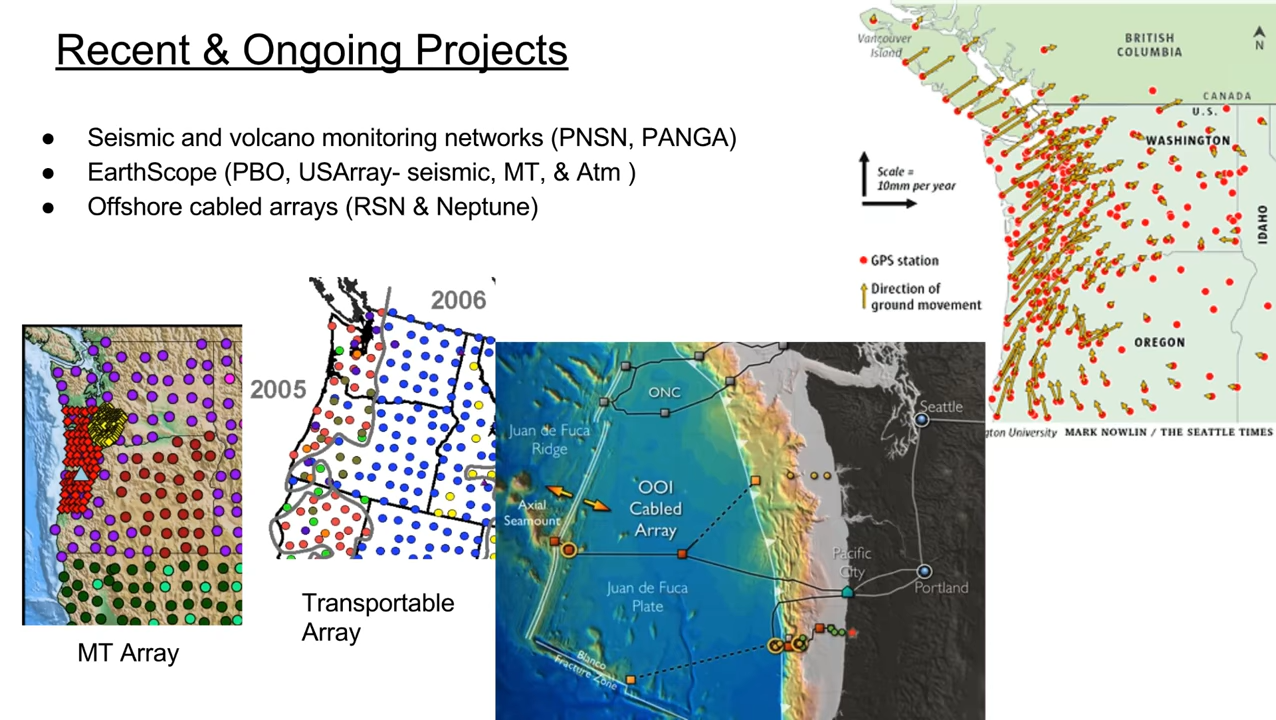 Recent & Ongoing Projects
● Seismic and volcano monitoring networks (PNSN, PANGA)
● EarthScope (PBO, USArray- seismic, MT, & Atm )
● Offshore cabled arrays (RSN & Neptune)
Vancouver
Island
BRITISH
COLUMBIA
N
CANADA
U.S.
WASHINGTON
Scale =
10mm per year
IDAHO
GPS station
Direction of
ground movement
OREGON
gton University MARK NOWLIN / THE SEATTLE TIMES
2006
2005
Transportable
Array
MT Array
ONC
Seattle
Juan de Fuca
Ridge
OOI
Cabled
Array
Axial
Seamount
Pacific
City
Portland
Juan de Fuca
Plate
Blanco
Fracture Zone